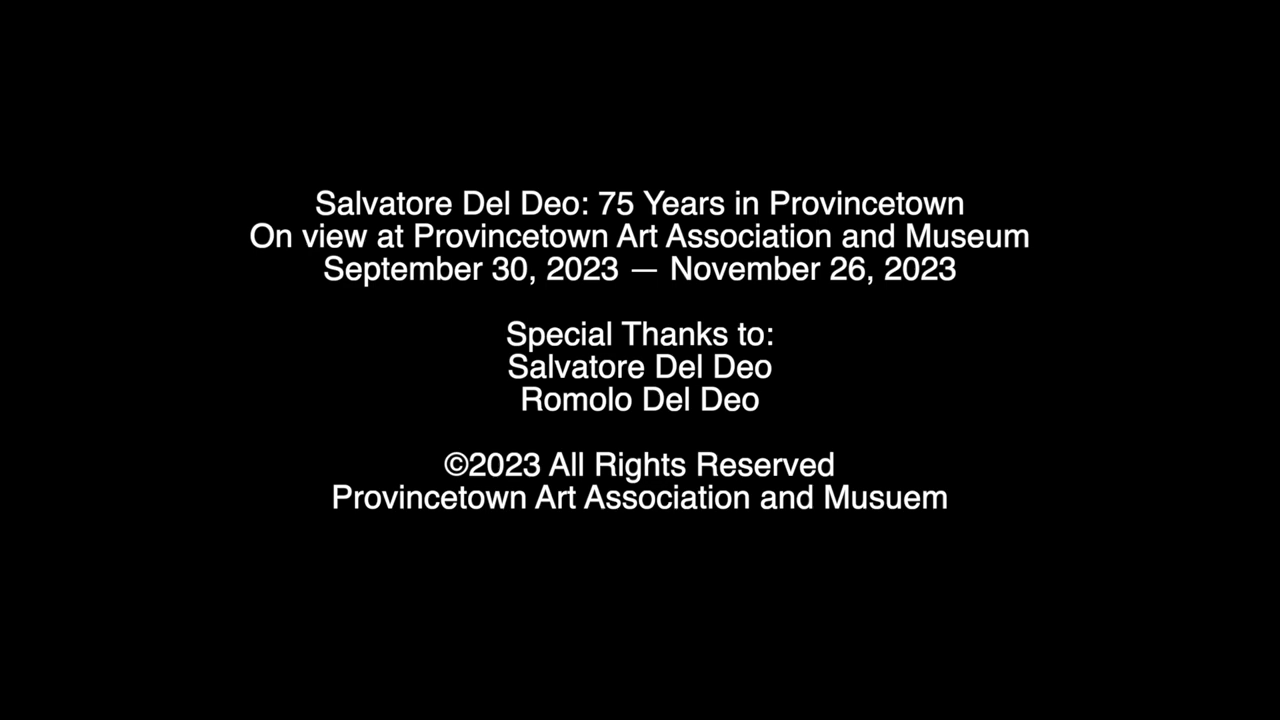 Salvatore Del Deo: 75 Years in Provincetown
On view at Provincetown Art Association and Museum
September 30, 2023 — November 26, 2023
Special Thanks to:
Salvatore Del Deo
Romolo Del Deo
©2023 All Rights Reserved
Provincetown Art Association and Musuem